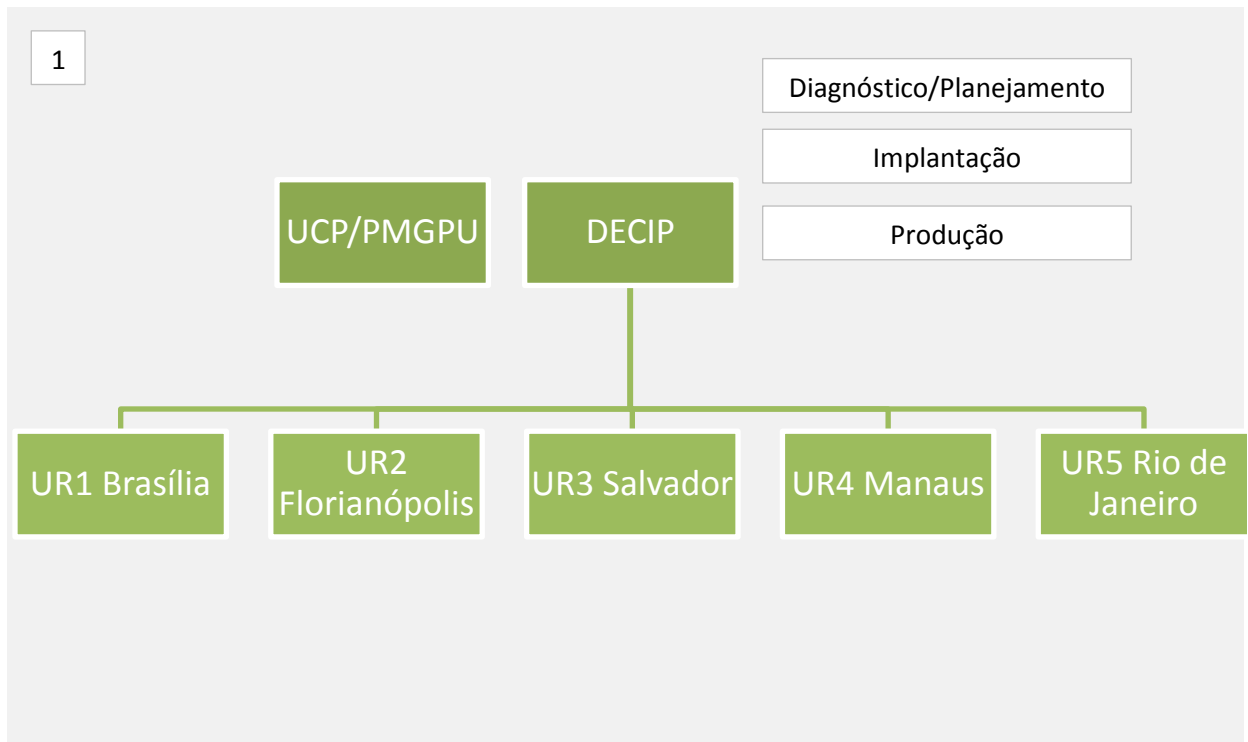 1
Diagnóstico/Planejamento
Implantação
Produção
UCP/PMGPU
DECIP
UR1 Brasília
UR2
Florianópolis
UR3 Salvador
UR4 Manaus
UR5 Rio de
Janeiro